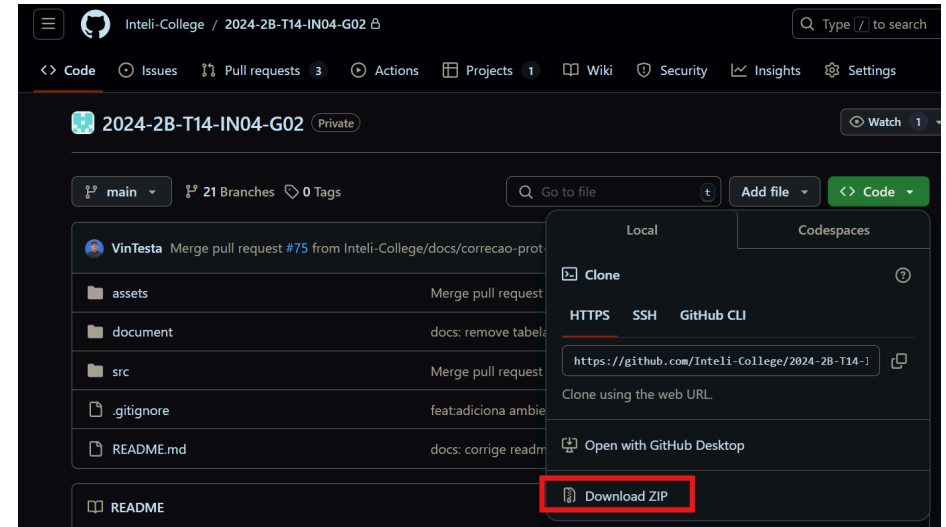 Inteli-College / 2024-2B-T14-IN04-G02
Type / to search
Code Issues Pull requests 3 Actions Projects 1 Wiki Security Insights Settings
2024-2B-T14-IN04-G02 Private
Watch 1
main 21 Branches 0 Tags
Go to file t
Add file
Code
Local Codespaces
VinTesta Merge pull request #75 from Inteli-College/docs/correcao-prot-
assets Merge pull request
document docs: remove tabela
src Merge pull request
.gitignore feat:adiciona ambie
README.md docs: corrige readm
README
Clone
HTTPS SSH GitHub CLI
https://github.com/Inteli-College/2024-2B-T14-I
Clone using the web URL.
Open with GitHub Desktop
Download ZIP